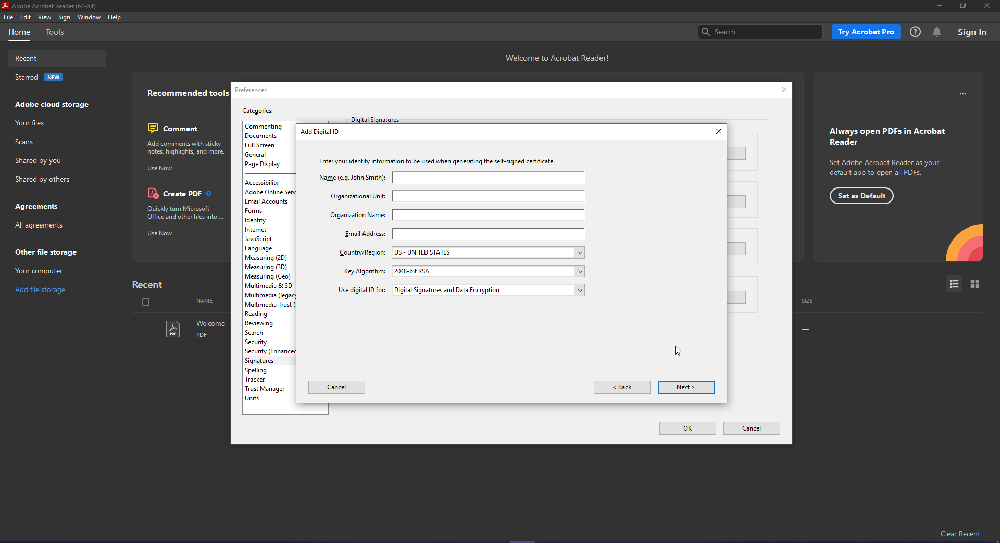 Adobe Acrobat Reader (64-bit)
File Edit View Sign Window Help
Home Tools
Search
Try Acrobat Pro
Sign In
Recent
Starred NEW
Adobe cloud storage
Your files
Scans
Shared by you
Shared by others
Agreements
All agreements
Other file storage
Your computer
Add file storage
Welcome to Acrobat Reader!
Recommended tools
Comment
Add comments with sticky
notes, highlights, and more.
Use Now
Create PDF
Quickly turn Microsoft
Office and other files into ...
Use Now
Always open PDFs in Acrobat
Reader
Set Adobe Acrobat Reader as your
default app to open all PDFs.
Set as Default
Recent
NAME
SIZE
PDF
Welcome
PDF
—
Clear Recent
Preferences
Categories:
Commenting
Documents
Full Screen
General
Page Display
Accessibility
Adobe Online Serv
Email Accounts
Forms
Identity
Internet
JavaScript
Language
Measuring (2D)
Measuring (3D)
Measuring (Geo)
Multimedia & 3D
Multimedia (legacy
Multimedia Trust (
Reading
Reviewing
Search
Security
Security (Enhanced
Signatures
Spelling
Tracker
Trust Manager
Units
Digital Signatures
OK
Cancel
Add Digital ID
Enter your identity information to be used when generating the self-signed certificate.
Name (e.g. John Smith):
Organizational Unit:
Organization Name:
Email Address:
Country/Region: US - UNITED STATES
Key Algorithm: 2048-bit RSA
Use digital ID for: Digital Signatures and Data Encryption
Cancel
< Back
Next >